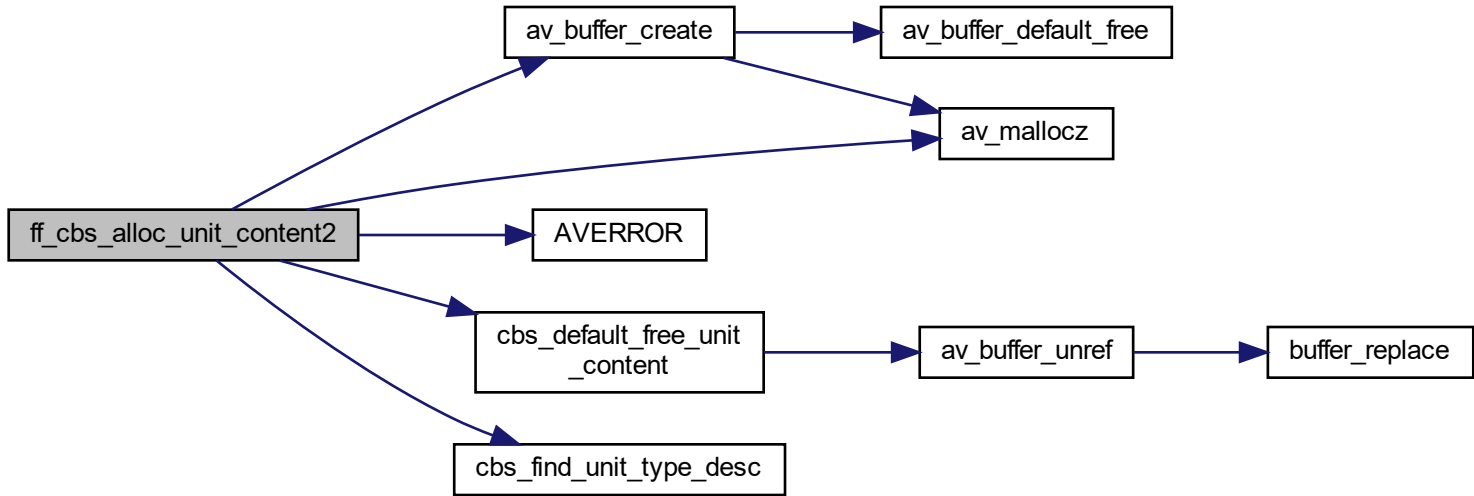 av_buffer_create
av_buffer_default_free
av_mallocz
ff_cbs_alloc_unit_content2
AVERROR
cbs_default_free_unit
_content
av_buffer_unref
buffer_replace
cbs_find_unit_type_desc